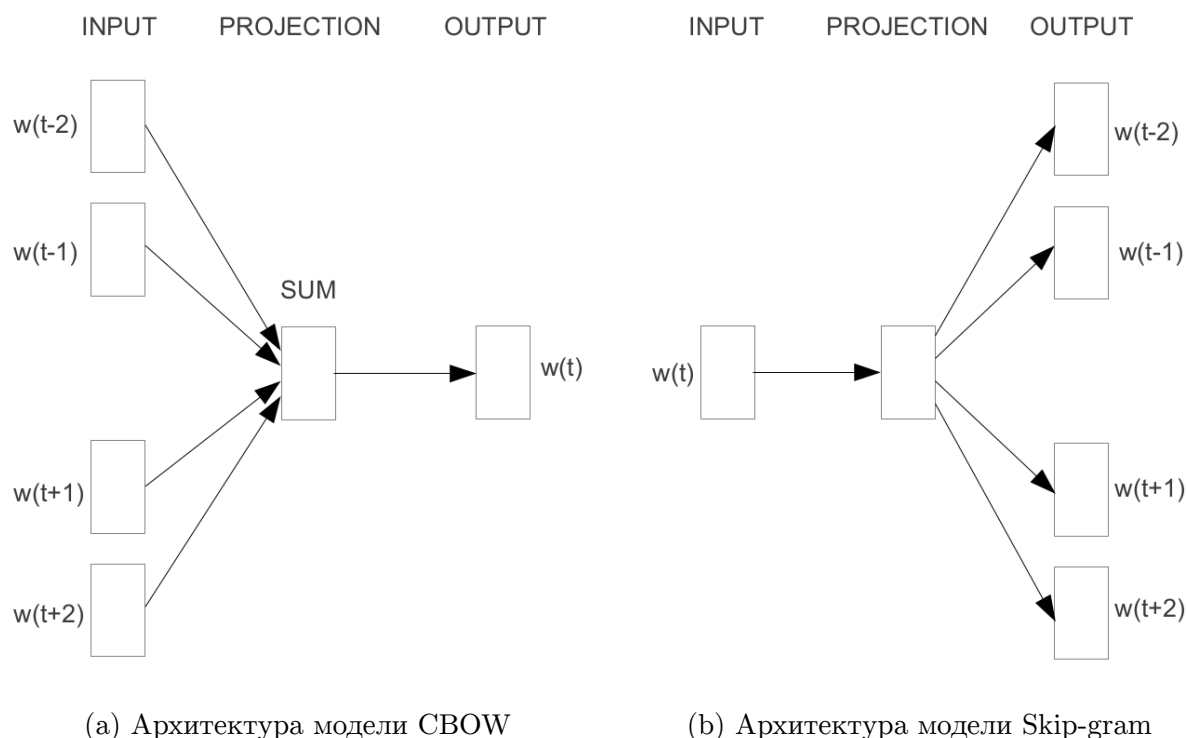 INPUT PROJECTION OUTPUT
w(t-2)
w(t-1)
SUM
w(t)
w(t+1)
w(t+2)
(a) Архитектура модели CBOW
INPUT PROJECTION OUTPUT
w(t-2)
w(t-1)
w(t)
w(t+1)
w(t+2)
(b) Архитектура модели Skip-gram